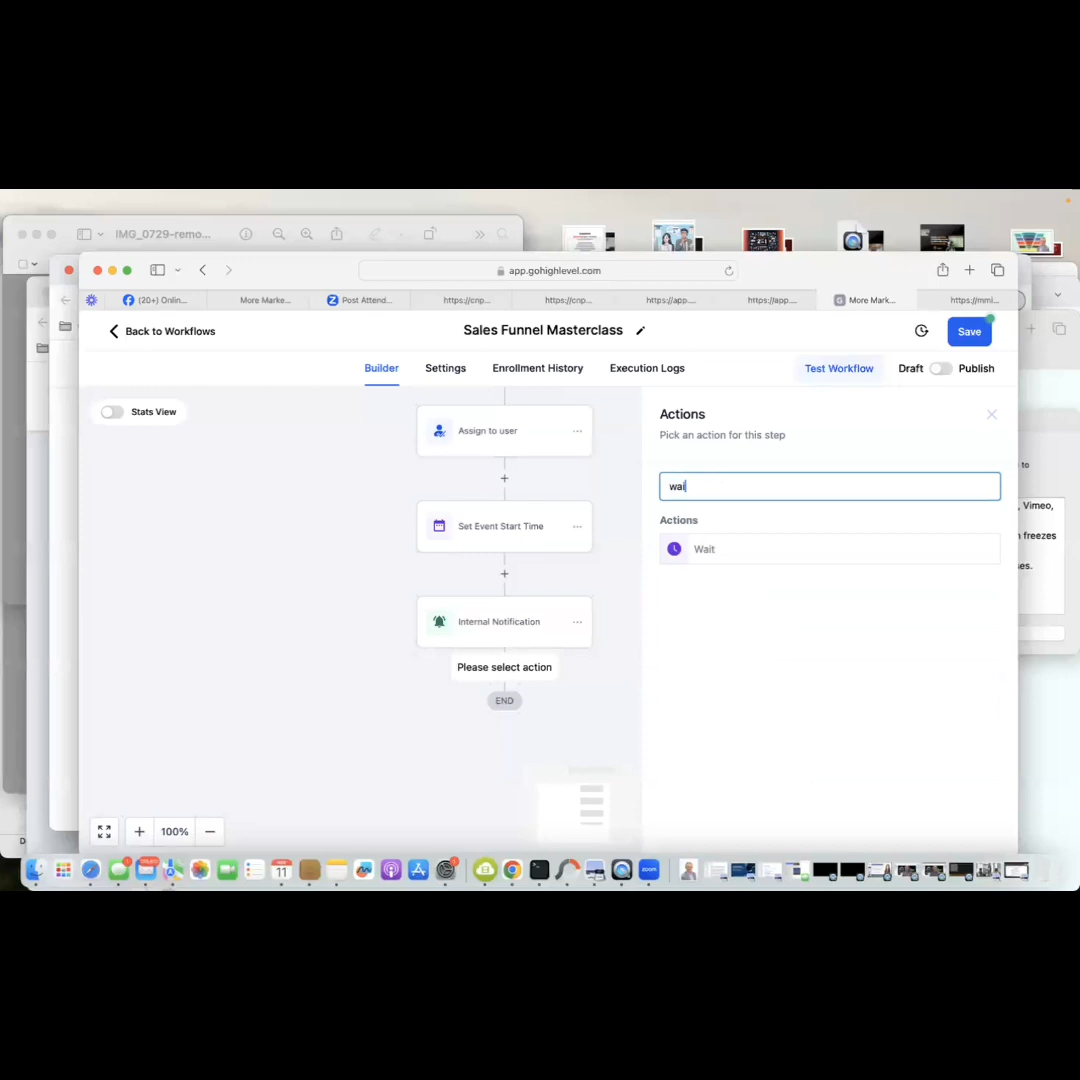 IMG_0729-remo...
app.gohighlevel.com
(20+) Onlin...
More Marke...
Post Attend...
https://cnp...
https://cnp...
https://app....
https://app....
More Mark...
https://mmi...
Back to Workflows
Sales Funnel Masterclass
Save
Builder
Settings
Enrollment History
Execution Logs
Test Workflow
Draft
Publish
Stats View
Assign to user
Set Event Start Time
Internal Notification
Please select action
END
Actions
Pick an action for this step
wai
Actions
Wait
to
, Vimeo,
freezes
100%
11
zoom